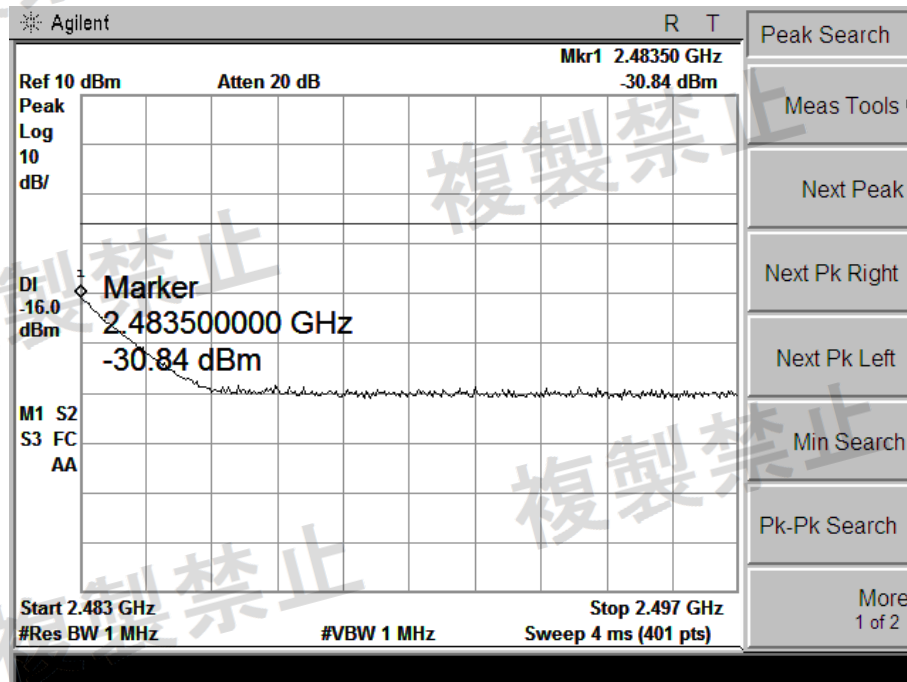 Agilent R T
Peak Search
Mkr1 2.48350 GHz
Ref 10 dBm Atten 20 dB -30.84 dBm
Peak
Log
10
dB/
Meas Tools
Next Peak
Next Pk Right
DI
-16.0
dBm
1
Marker
2.483500000 GHz
-30.84 dBm
Next Pk Left
M1 S2
S3 FC
AA
Min Search
Pk-Pk Search
Start 2.483 GHz Stop 2.497 GHz
#Res BW 1 MHz #VBW 1 MHz Sweep 4 ms (401 pts)
More
1 of 2
複製禁止
製禁止
複製禁止
複製禁止